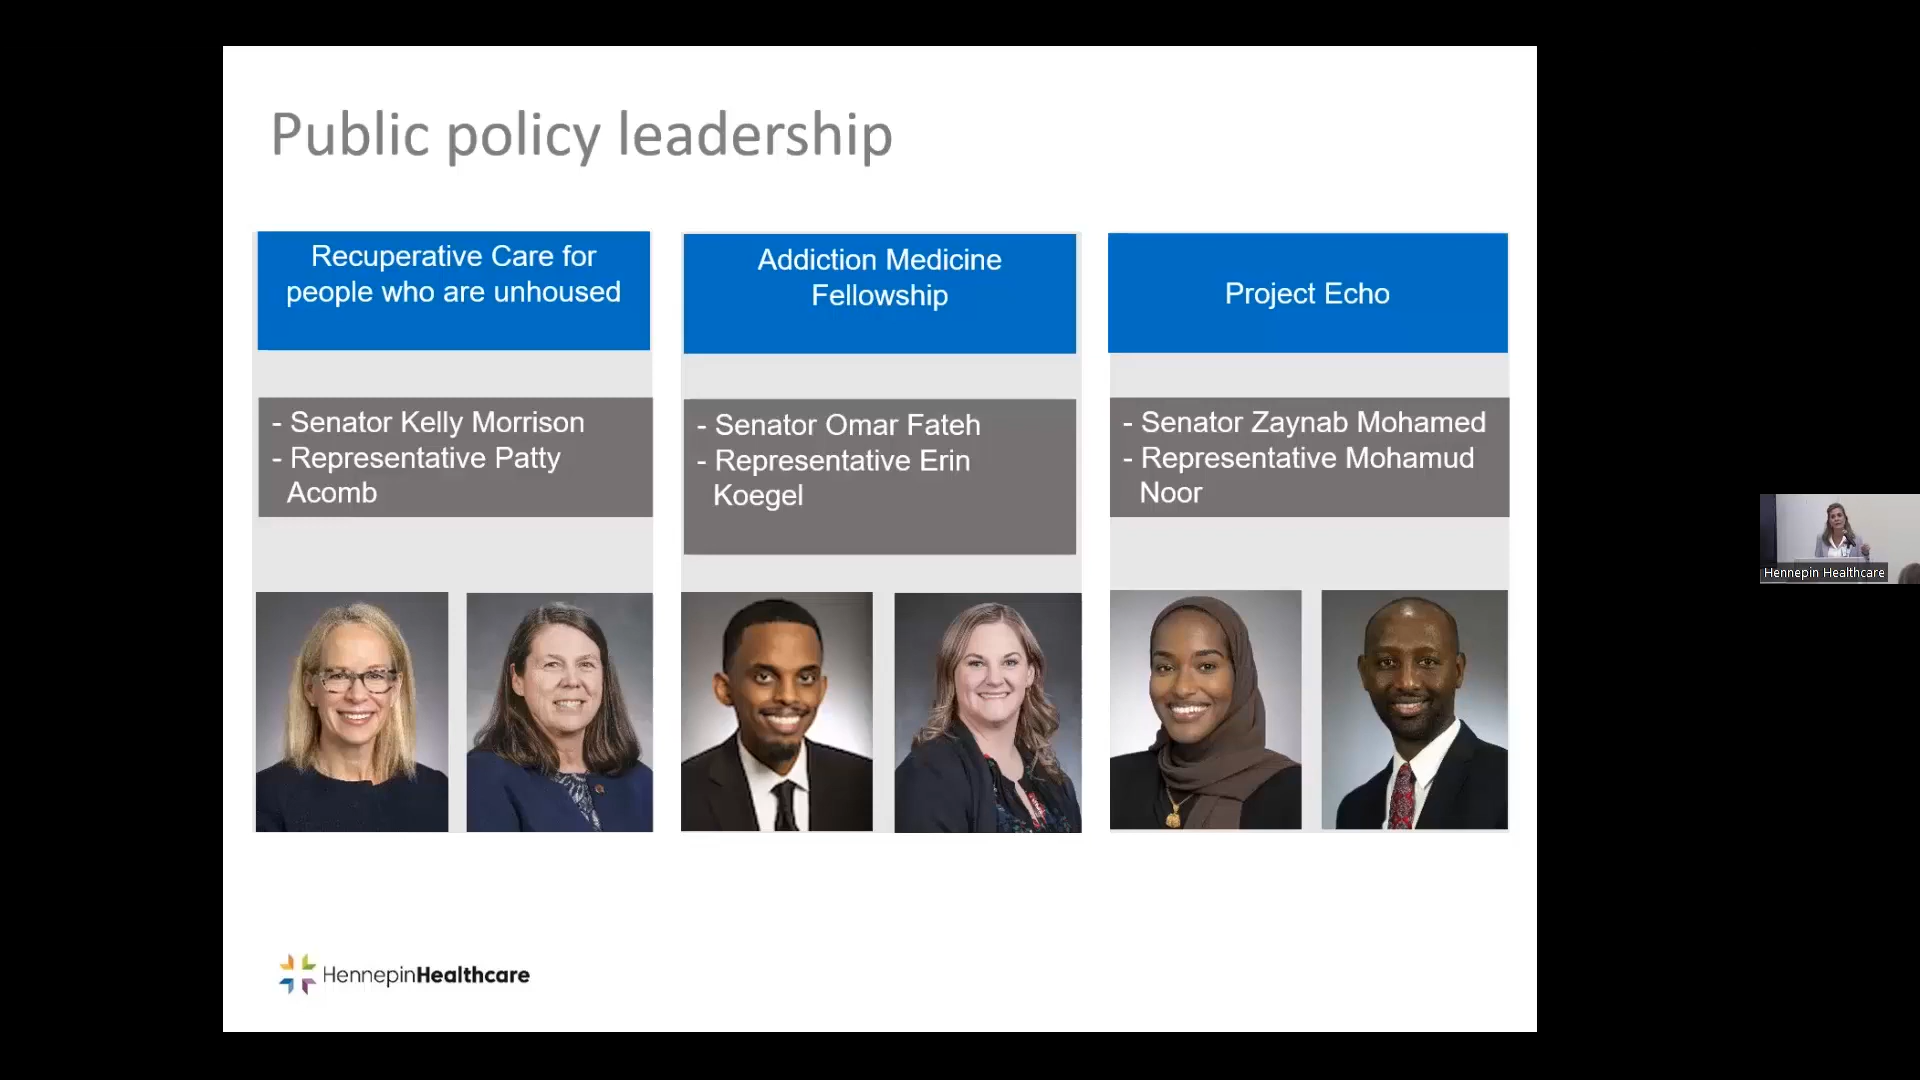 Public policy leadership
Recuperative Care for
people who are unhoused
- Senator Kelly Morrison
- Representative Patty
Acomb
Addiction Medicine
Fellowship
- Senator Omar Fateh
- Representative Erin
Koegel
Project Echo
- Senator Zaynab Mohamed
- Representative Mohamud
Noor
HennepinHealthcare
Hennepin Healthcare